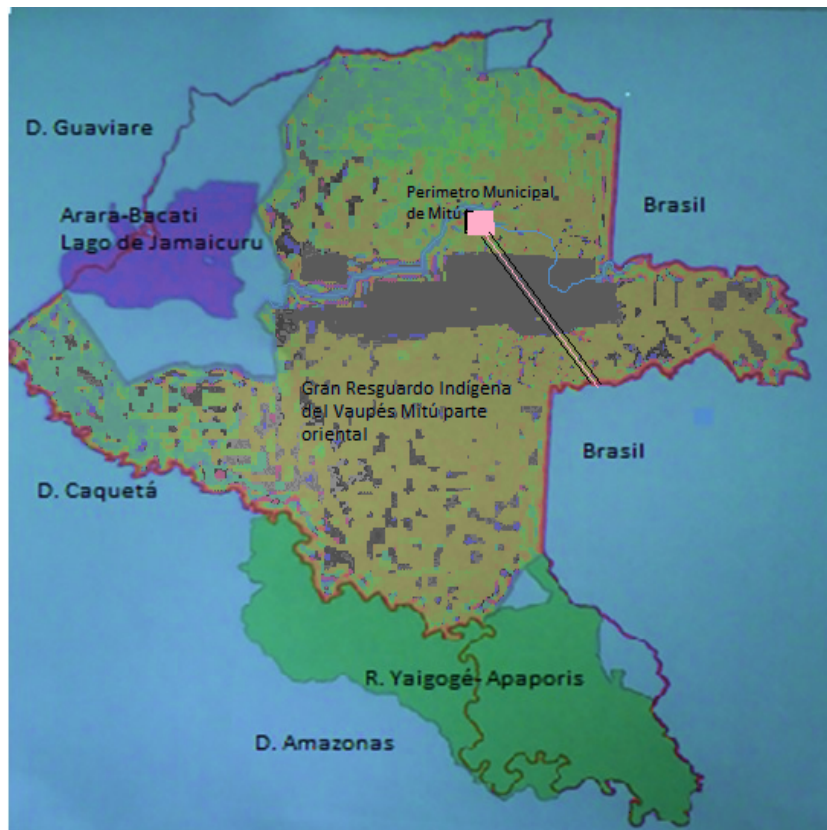 D. Guaviare
Perimetro Municipal
de Mitú
Arara-Bacati
Lago de Jamaicuru
Brasil
Gran Resguardo Indígena
del Vaupés Mitú parte
oriental
Brasil
D. Caquetá
R. Yaigogé- Apaporis
D. Amazonas